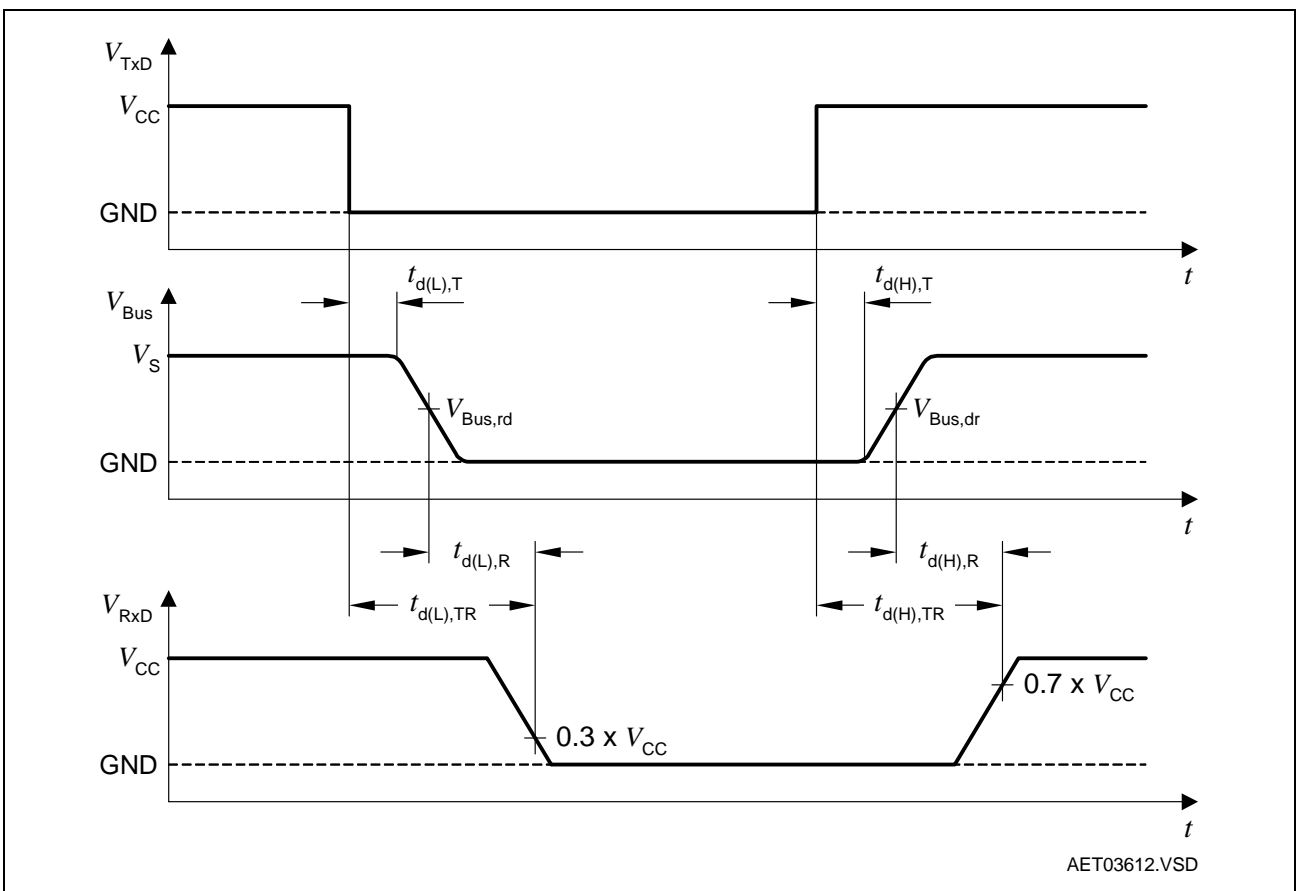 V_TxD
V_CC
GND
t
t_d(L),T
t_d(H),T
V_Bus
V_S
V_Bus,rd
V_Bus,dr
GND
t
t_d(L),R
t_d(H),R
V_RxD
t_d(L),TR
t_d(H),TR
V_CC
0.7 x V_CC
0.3 x V_CC
GND
t
AET03612.VSD